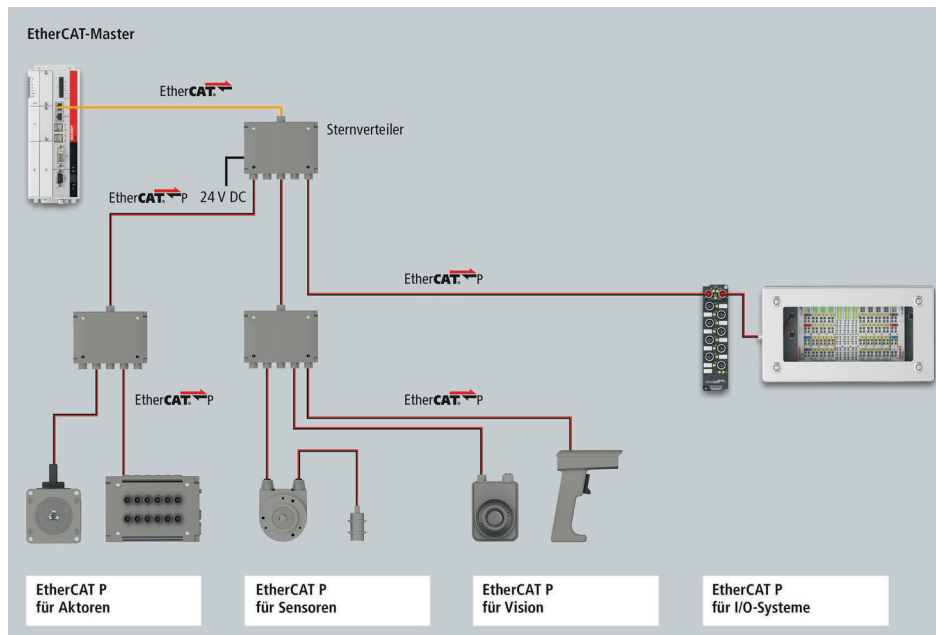 EtherCAT-Master
EtherCAT
Sternverteiler
EtherCAT P
24 V DC
EtherCAT P
EtherCAT P
EtherCAT P
EtherCAT P
für Aktoren
EtherCAT P
für Sensoren
EtherCAT P
für Vision
EtherCAT P
für I/O-Systeme